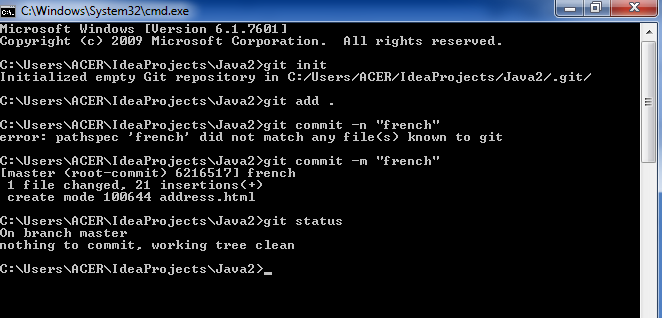 C:\Windows\System32\cmd.exe
Microsoft Windows [Version 6.1.7601]
Copyright (c) 2009 Microsoft Corporation.  All rights reserved.
C:\Users\ACER\IdeaProjects\Java2>git init
Initialized empty Git repository in C:/Users/ACER/IdeaProjects/Java2/.git/
C:\Users\ACER\IdeaProjects\Java2>git add .
C:\Users\ACER\IdeaProjects\Java2>git commit -n "french"
error: pathspec 'french' did not match any file(s) known to git
C:\Users\ACER\IdeaProjects\Java2>git commit -m "french"
[master (root-commit) 6216517] french
 1 file changed, 21 insertions(+)
 create mode 100644 address.html
C:\Users\ACER\IdeaProjects\Java2>git status
On branch master
nothing to commit, working tree clean
C:\Users\ACER\IdeaProjects\Java2>_